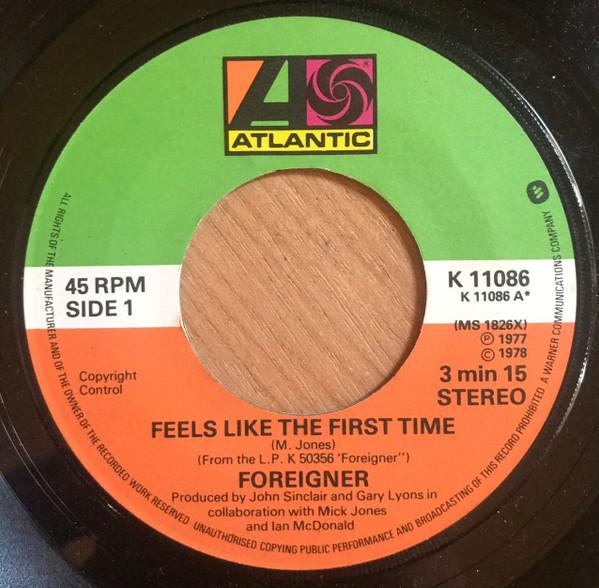 ATLANTIC
45 RPM
SIDE 1
K 11086
K 11086 A*
(MS 1826X)
Ⓟ 1977
© 1978
3 min 15
STEREO
Copyright
Control
FEELS LIKE THE FIRST TIME
(M. Jones)
(From the L.P. K 50356 'Foreigner'')
FOREIGNER
Produced by John Sinclair and Gary Lyons in
collaboration with Mick Jones
and Ian McDonald
ALL RIGHTS OF THE MANUFACTURER AND OF THE OWNER OF THE RECORDED WORK RESERVED UNAUTHORISED COPYING PUBLIC PERFORMANCE AND BROADCASTING OF THIS RECORD PROHIBITED A WARNER COMMUNICATIONS COMPANY